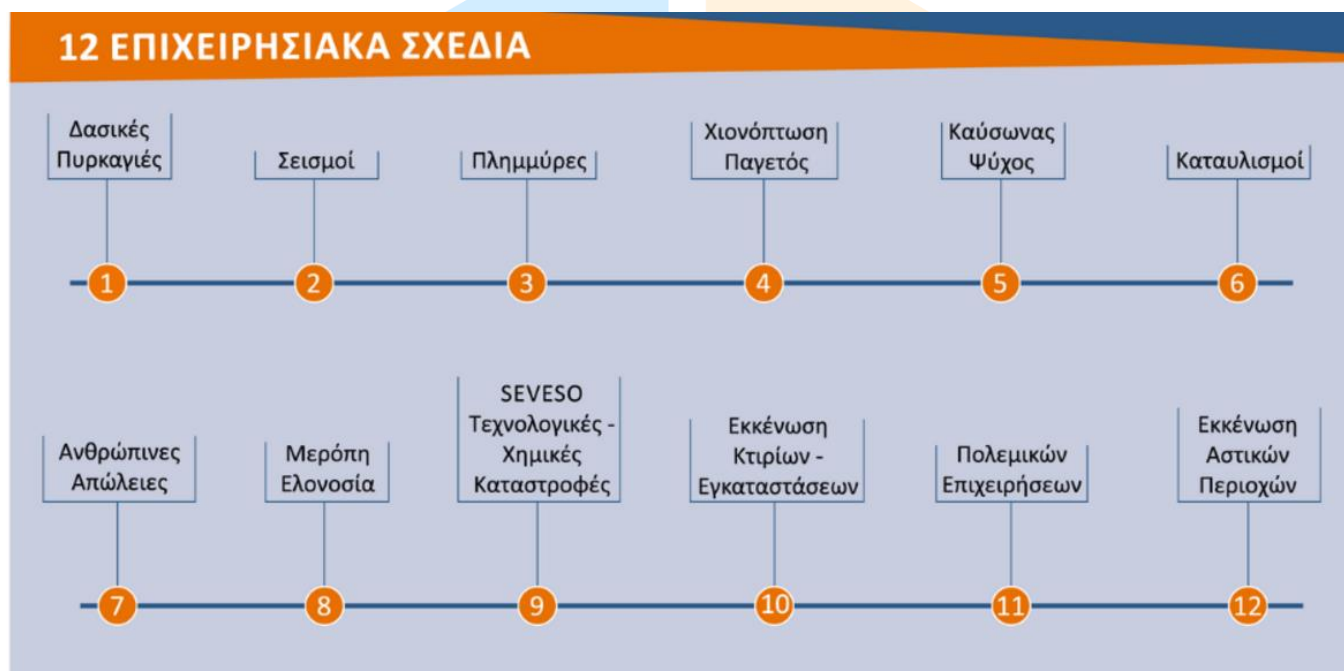 12 ΕΠΙΧΕΙΡΗΣΙΑΚΑ ΣΧΕΔΙΑ
Δασικές
Πυρκαγιές
Σεισμοί
Πλημμύρες
Χιονόπτωση
Παγετός
Καύσωνας
Ψύχος
Καταυλισμοί
1
2
3
4
5
6
Ανθρώπινες
Απώλειες
Μερόπη
Ελονοσία
SEVESO
Τεχνολογικές -
Χημικές
Καταστροφές
Εκκένωση
Κτιρίων -
Εγκαταστάσεων
Πολεμικών
Επιχειρήσεων
Εκκένωση
Αστικών
Περιοχών
7
8
9
10
11
12